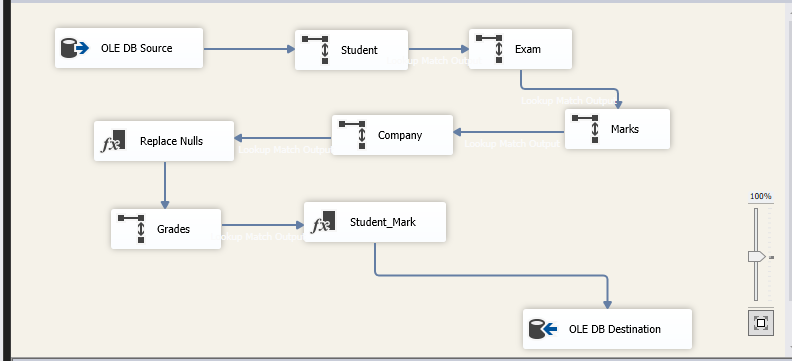 OLE DB Source
Student
Lookup Match Output
Exam
Lookup Match Output
Marks
Lookup Match Output
Company
Lookup Match Output
Replace Nulls
Grades
Lookup Match Output
Student_Mark
100%
OLE DB Destination